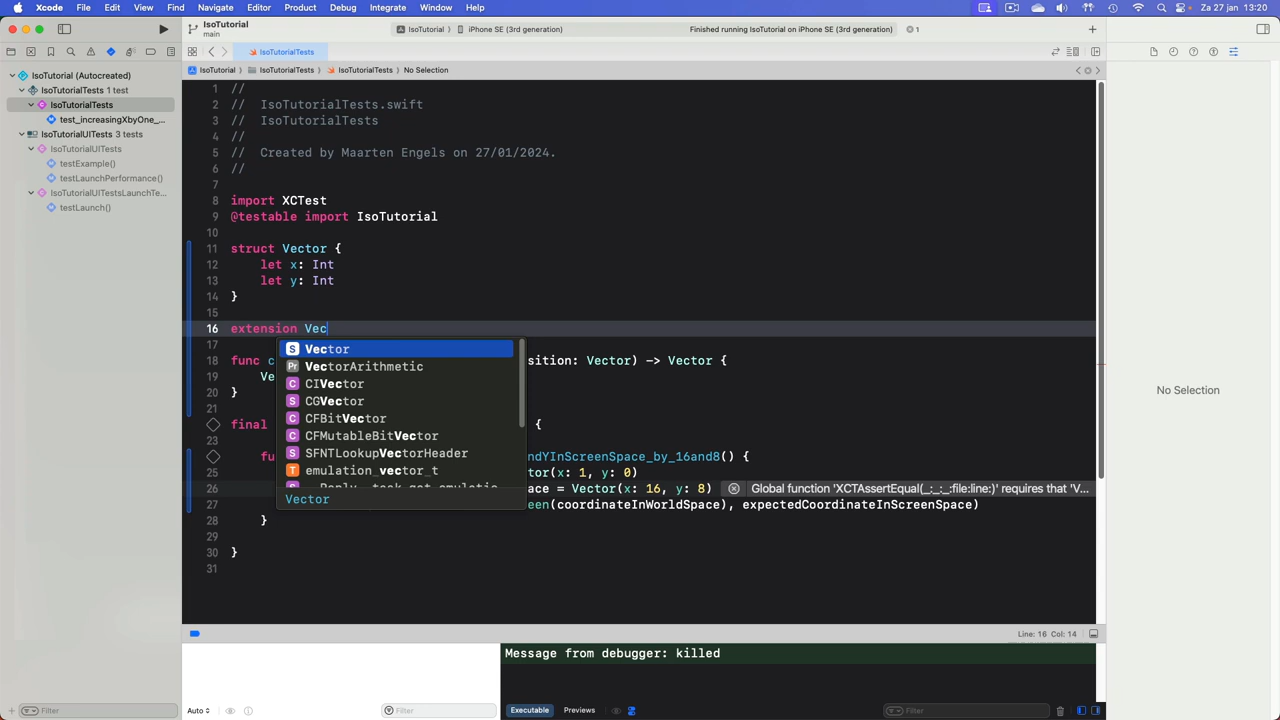 Xcode File Edit View Find Navigate Editor Product Debug Integrate Window Help Za 27 jan 13:20
IsoTutorial
main
IsoTutorial 〉 iPhone SE (3rd generation)
Finished running IsoTutorial on iPhone SE (3rd generation) 1
IsoTutorialTests
IsoTutorial 〉 IsoTutorialTests 〉 IsoTutorialTests 〉 No Selection
IsoTutorial (Autocreated)
IsoTutorialTests 1 test
IsoTutorialTests
test_increasingXbyOne_...
IsoTutorialUITests 3 tests
IsoTutorialUITests
testExample()
testLaunchPerformance()
IsoTutorialUITestsLaunchTe...
testLaunch()
1 //
2 // IsoTutorialTests.swift
3 // IsoTutorialTests
4 //
5 // Created by Maarten Engels on 27/01/2024.
6 //
7
8 import XCTest
9 @testable import IsoTutorial
10
11 struct Vector {
12 let x: Int
13 let y: Int
14 }
15
16 extension Vec
17
18 func c sition: Vector) -> Vector {
19 Ve
20 }
21
final {
23
fu ndYInScreenSpace_by_16and8() {
25 tor(x: 1, y: 0)
26 ace = Vector(x: 16, y: 8) Global function 'XCTAssertEqual(_:_:_:file:line:)' requires that 'V...
27 een(coordinateInWorldSpace), expectedCoordinateInScreenSpace)
28 }
29
30 }
31
S Vector
Pr VectorArithmetic
C CIVector
S CGVector
C CFBitVector
C CFMutableBitVector
S SFNTLookupVectorHeader
T emulation_vector_t
Vector
No Selection
Line: 16 Col: 14
Message from debugger: killed
Filter
Auto
Filter
Executable Previews
Filter